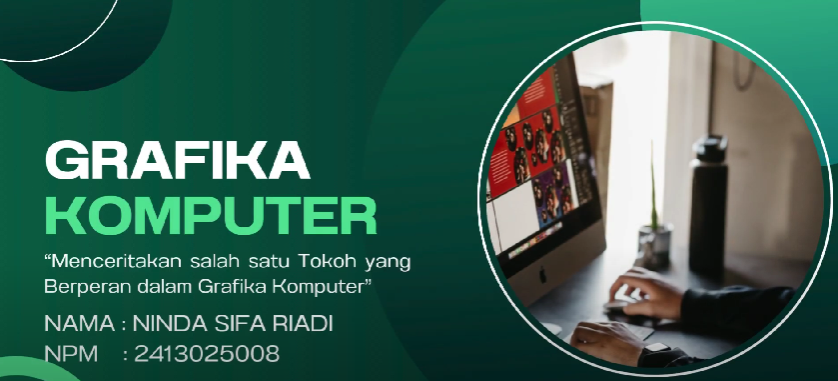 GRAFIKA
KOMPUTER
“Menceritakan salah satu Tokoh yang
Berperan dalam Grafika Komputer”
NAMA : NINDA SIFA RIADI
NPM : 2413025008